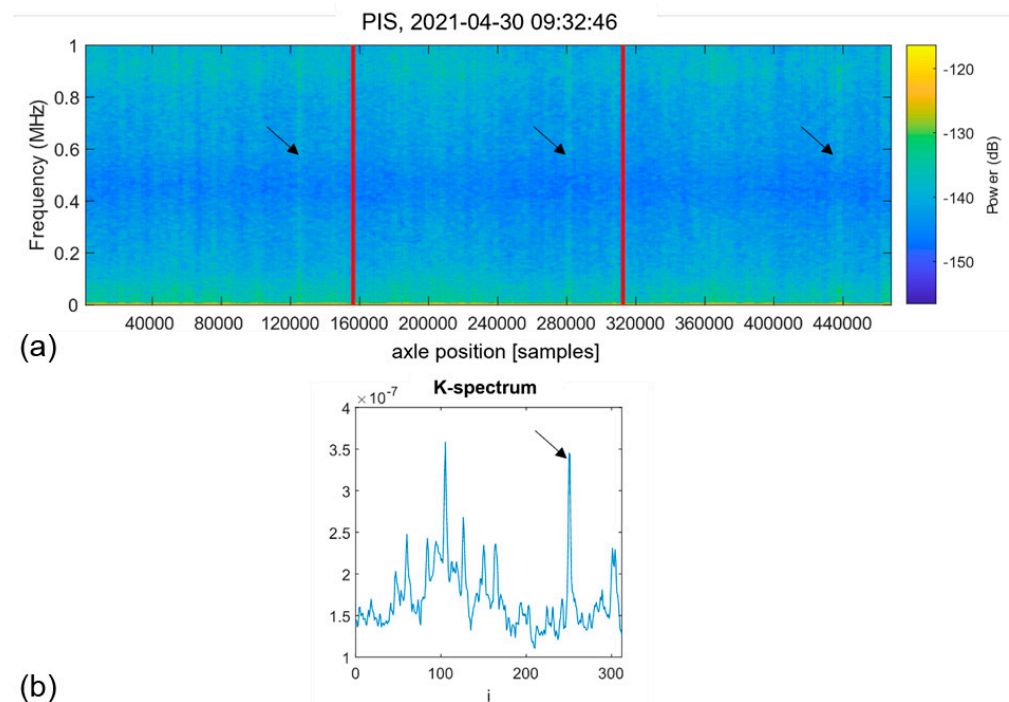 PIS, 2021-04-30 09:32:46
1
0.8
0.6
0.4
0.2
0
Frequency (MHz)
40000 80000 120000 160000 200000 240000 280000 320000 360000 400000 440000
axle position [samples]
-120
-130
-140
-150
Power (dB)
(a)
K-spectrum
×10-7
4
3.5
3
2.5
2
1.5
1
0 100 200 300
i
(b)